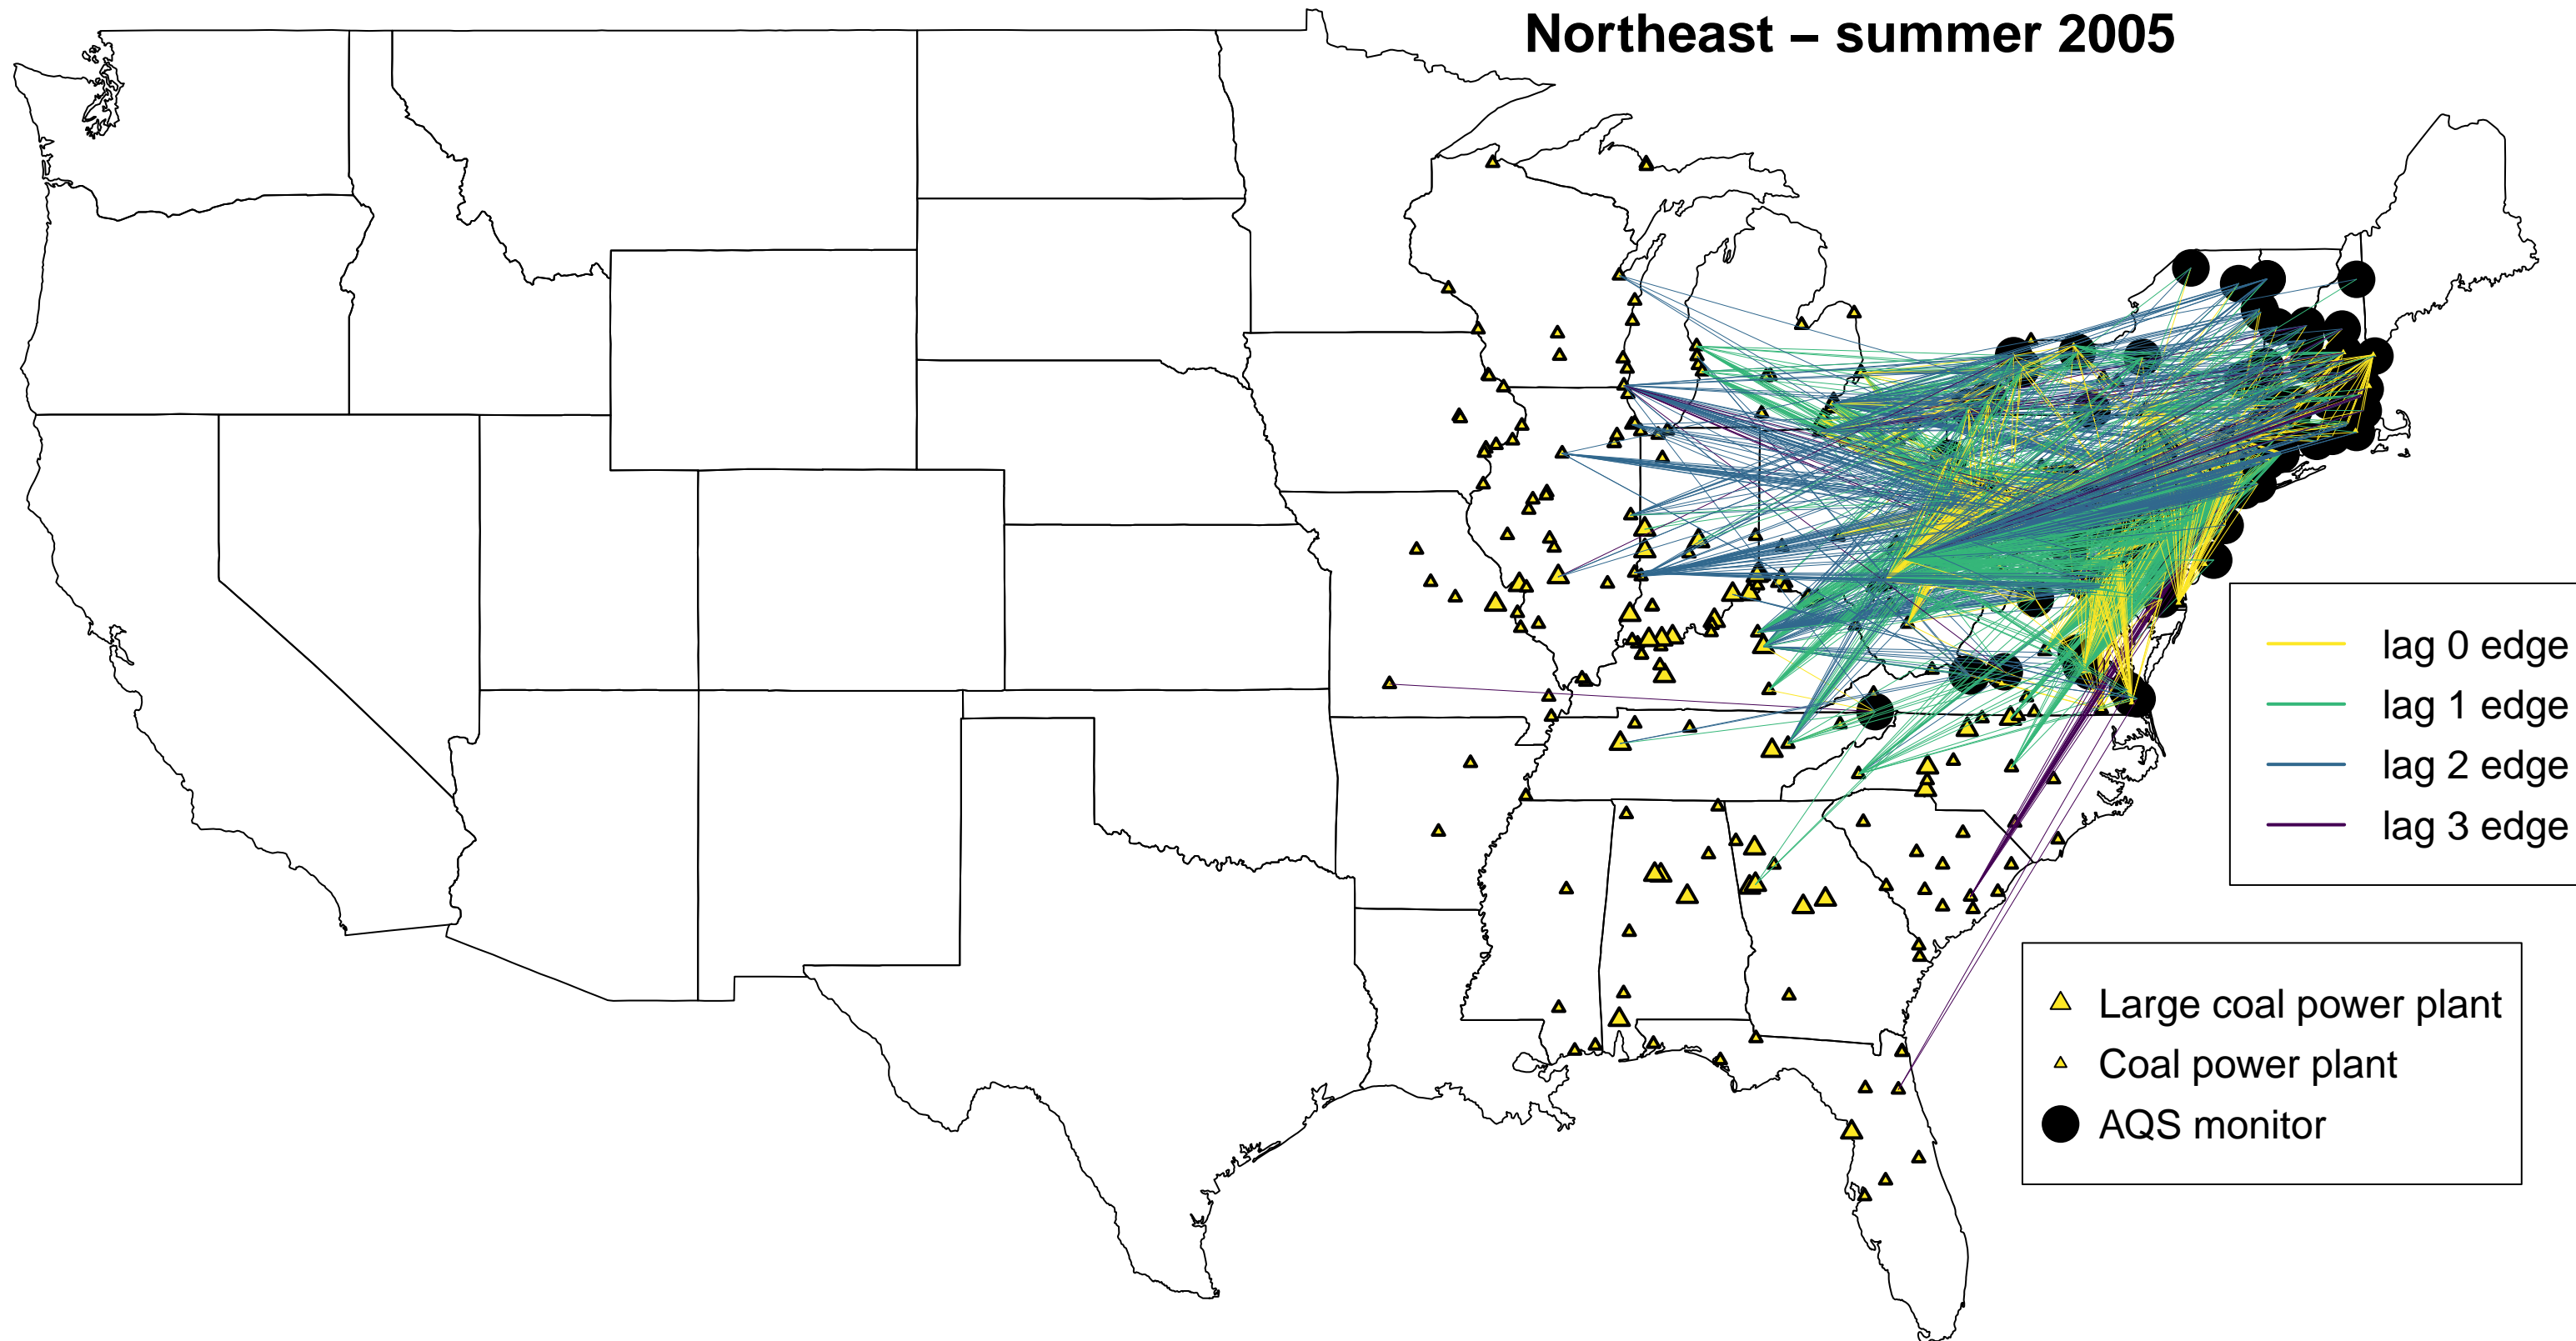 Northeast – summer 2005
lag 0 edge
lag 1 edge
lag 2 edge
lag 3 edge
Large coal power plant
Coal power plant
AQS monitor